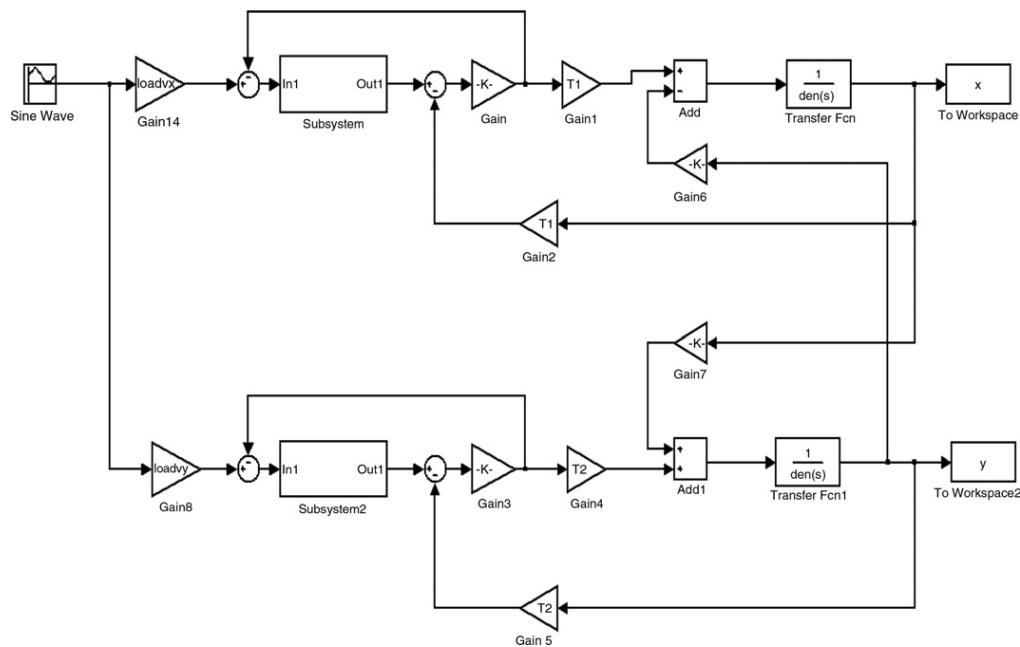 loadvx
In1
Out1
-K-
T1
1
den(s)
x
Sine Wave
Gain14
Subsystem
Gain
Gain1
Add
Transfer Fcn
To Workspace
-K-
Gain6
T1
Gain2
-K-
Gain7
loadvy
In1
Out1
-K-
T2
1
den(s)
y
Gain8
Subsystem2
Gain3
Gain4
Add1
Transfer Fcn1
To Workspace2
T2
Gain 5